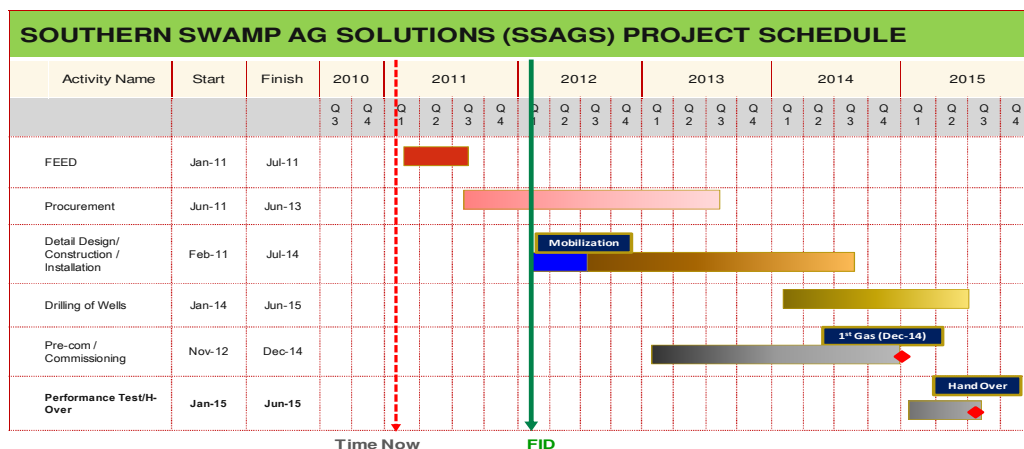 SOUTHERN SWAMP AG SOLUTIONS (SSAGS) PROJECT SCHEDULE
Activity Name Start Finish 2010 2011 2012 2013 2014 2015
Q 3 Q 4 Q 1 Q 2 Q 3 Q 4 Q 1 Q 2 Q 3 Q 4 Q 1 Q 2 Q 3 Q 4 Q 1 Q 2 Q 3 Q 4 Q 1 Q 2 Q 3 Q 4
FEED Jan-11 Jul-11
Procurement Jun-11 Jun-13
Mobilization
Detail Design/
Construction / Feb-11 Jul-14
Installation
Drilling of Wells Jan-14 Jun-15
1st Gas (Dec-14)
Pre-com /
Commissioning Nov-12 Dec-14
Hand Over
Performance Test/H-
Over Jan-15 Jun-15
Time Now FID